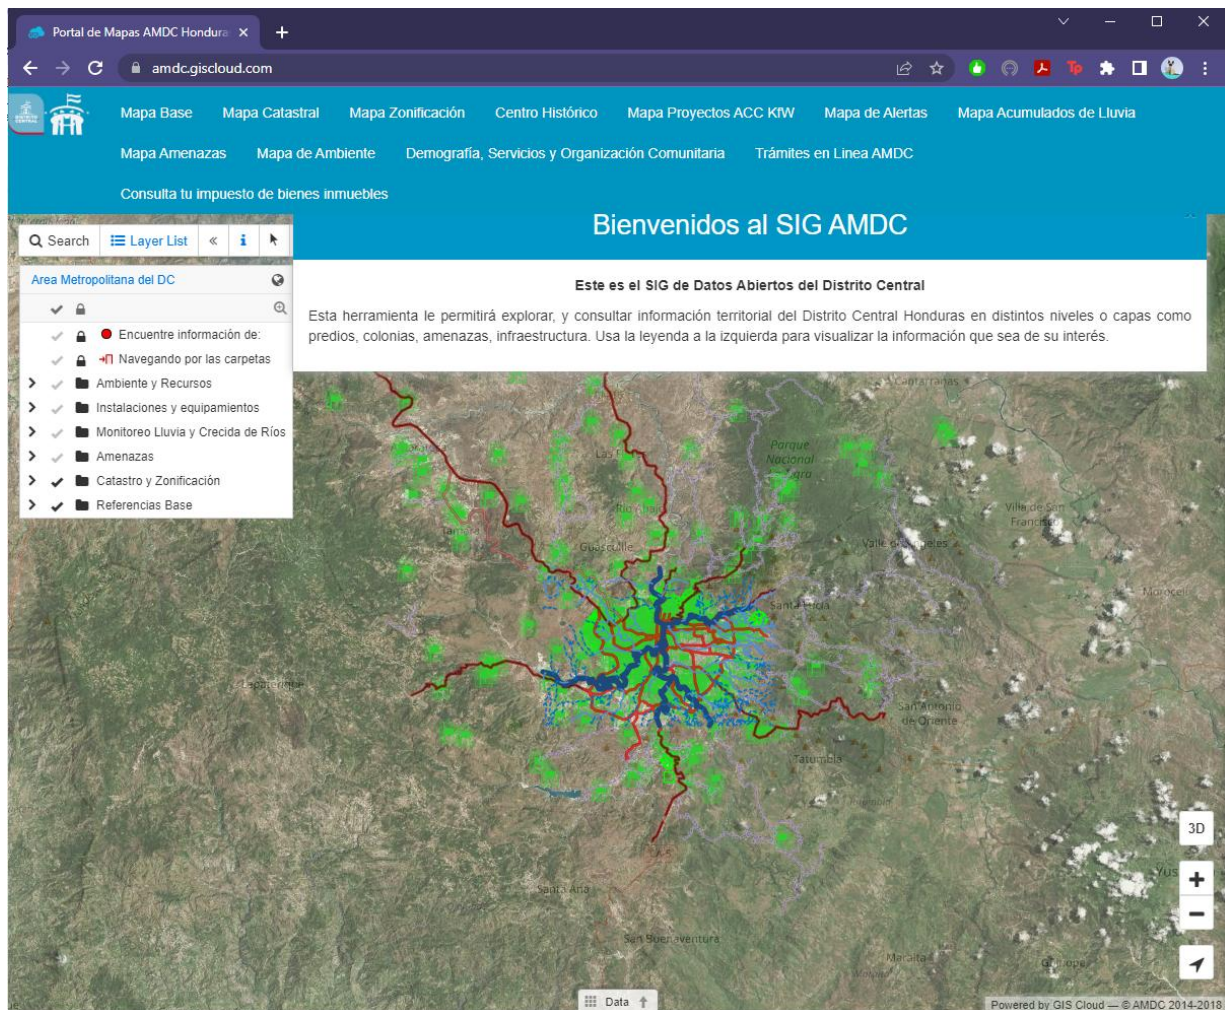 Portal de Mapas AMDC Hondura
amdc.giscloud.com
Mapa Base Mapa Catastral Mapa Zonificación Centro Histórico Mapa Proyectos ACC KfW Mapa de Alertas Mapa Acumulados de Lluvia
Mapa Amenazas Mapa de Ambiente Demografía, Servicios y Organización Comunitaria Trámites en Linea AMDC
Consulta tu impuesto de bienes inmuebles
Bienvenidos al SIG AMDC
Search Layer List
Area Metropolitana del DC
Este es el SIG de Datos Abiertos del Distrito Central
Esta herramienta le permitirá explorar, y consultar información territorial del Distrito Central Honduras en distintos niveles o capas como
predios, colonias, amenazas, infraestructura. Usa la leyenda a la izquierda para visualizar la información que sea de su interés.
Encuentre información de:
Navegando por las carpetas
Ambiente y Recursos
Instalaciones y equipamientos
Monitoreo Lluvia y Crecida de Ríos
Amenazas
Catastro y Zonificación
Referencias Base
Cantarranas
Parque
Nacional
Villa de San
Francisco
Guasculile
Santa Lucía
Lepaterique
San Antonio
de Oriente
Tatumbla
Santa Ana
San Buenaventura
Maraita
3D
Yus
Data
Powered by GIS Cloud — © AMDC 2014-2018